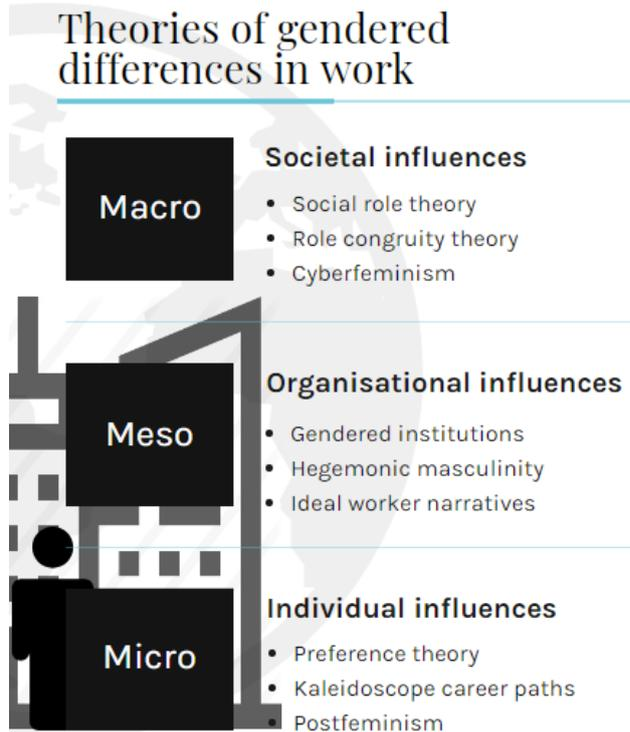 Theories of gendered
differences in work
Macro
Societal influences
• Social role theory
• Role congruity theory
• Cyberfeminism
Meso
Organisational influences
• Gendered institutions
• Hegemonic masculinity
• Ideal worker narratives
Micro
Individual influences
• Preference theory
• Kaleidoscope career paths
• Postfeminism